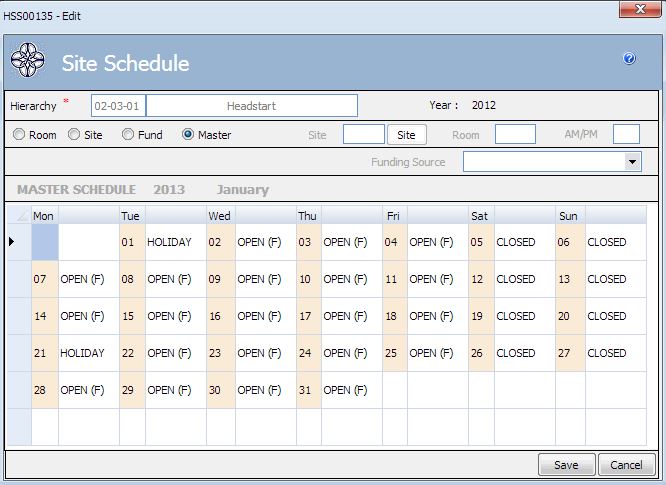 HSS00135 - Edit
Site Schedule
Hierarchy * 02-03-01 Headstart Year : 2012
Room Site Fund Master Site Site Room AM/PM
Funding Source
MASTER SCHEDULE 2013 January
Mon Tue Wed Thu Fri Sat Sun
01 HOLIDAY 02 OPEN (F) 03 OPEN (F) 04 OPEN (F) 05 CLOSED 06 CLOSED
07 OPEN (F) 08 OPEN (F) 09 OPEN (F) 10 OPEN (F) 11 OPEN (F) 12 CLOSED 13 CLOSED
14 OPEN (F) 15 OPEN (F) 16 OPEN (F) 17 OPEN (F) 18 OPEN (F) 19 CLOSED 20 CLOSED
21 HOLIDAY 22 OPEN (F) 23 OPEN (F) 24 OPEN (F) 25 OPEN (F) 26 CLOSED 27 CLOSED
28 OPEN (F) 29 OPEN (F) 30 OPEN (F) 31 OPEN (F)
Save Cancel